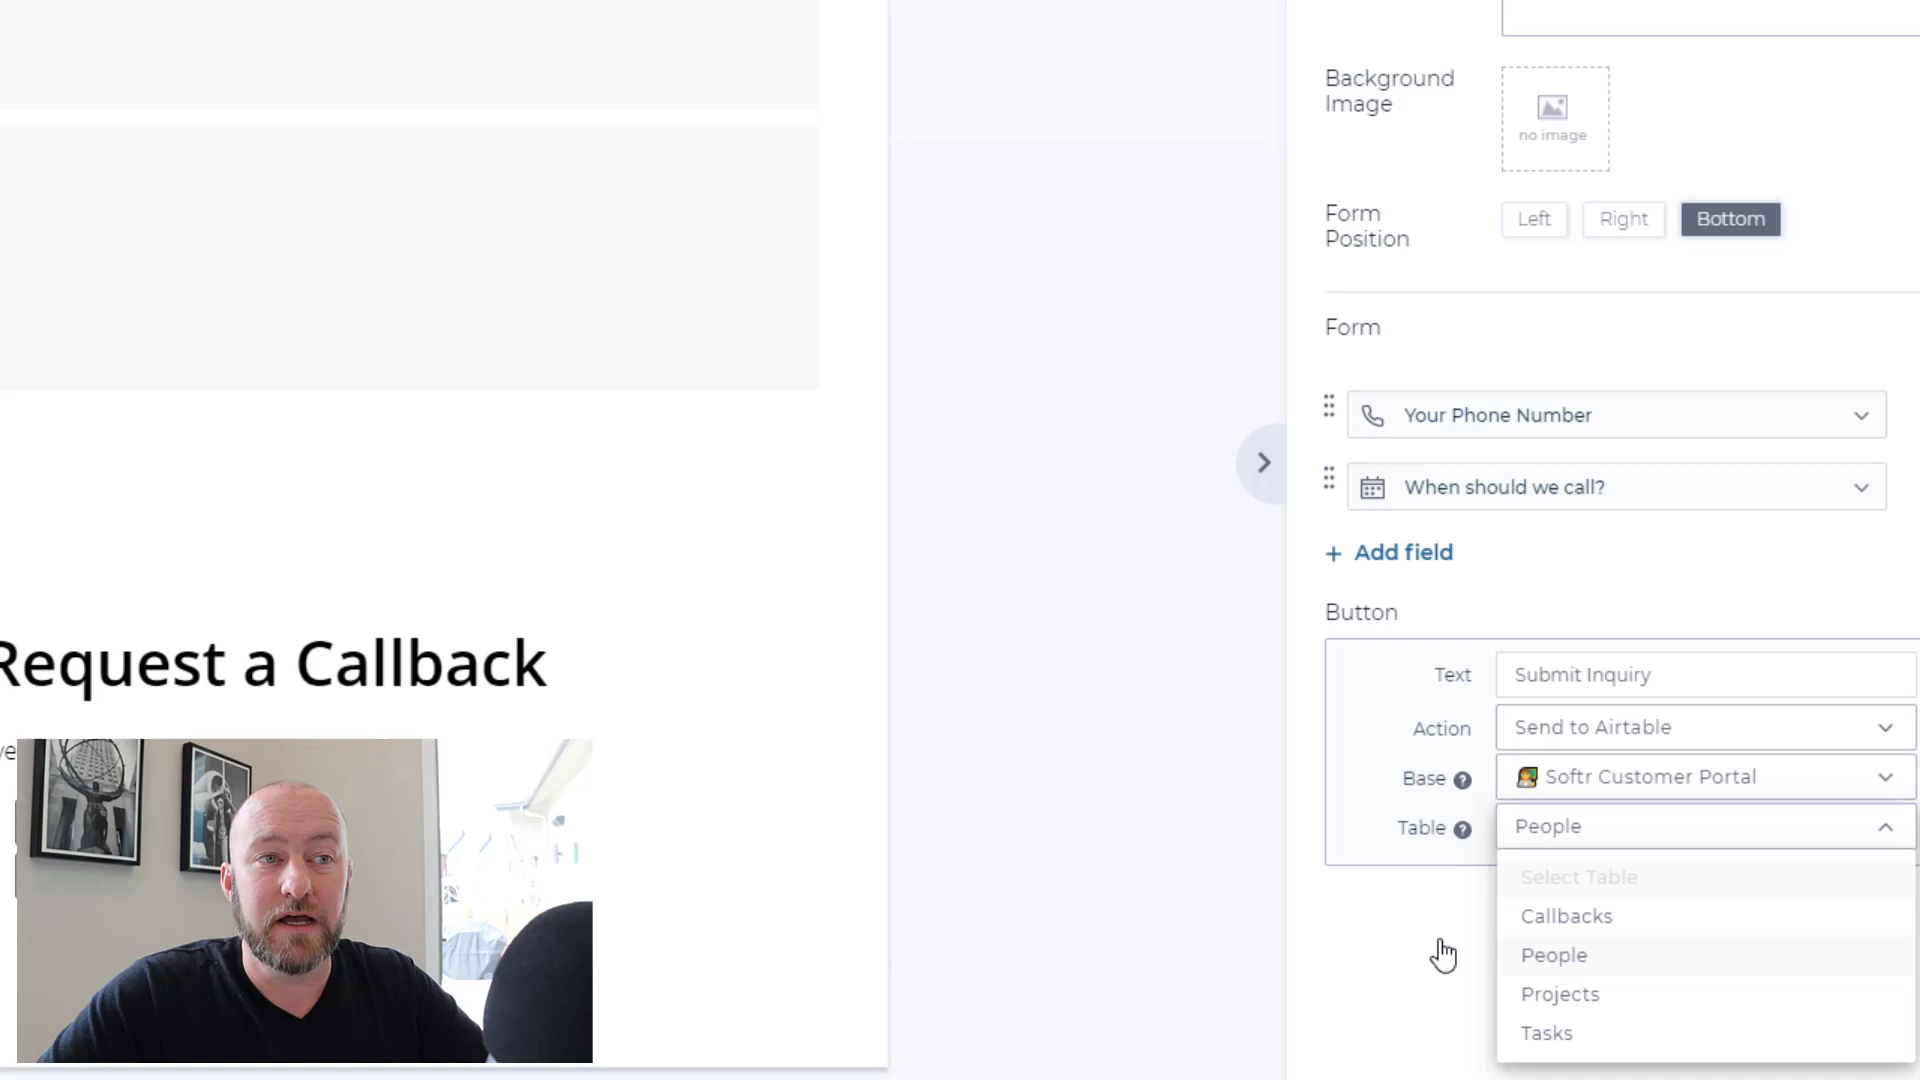 Background
Image
no image
Form
Position
Left
Right
Bottom
Form
Your Phone Number
When should we call?
+ Add field
Button
Request a Callback
Text
Submit Inquiry
Action
Send to Airtable
Base ?
Softr Customer Portal
Table ?
People
Select Table
Callbacks
People
Projects
Tasks